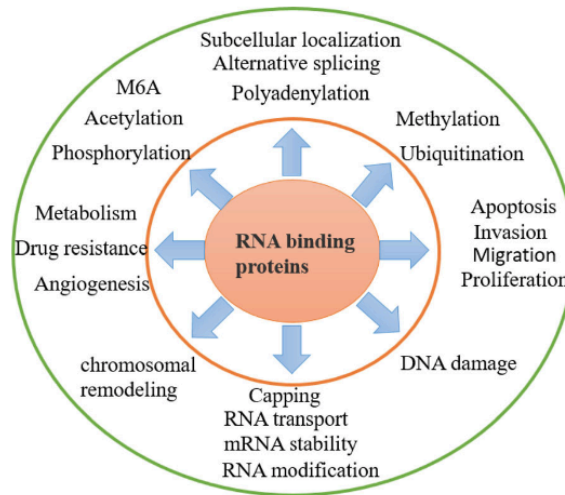 Subcellular localization
Alternative splicing
Polyadenylation
M6A
Acetylation
Phosphorylation
Methylation
Ubiquitination
Metabolism
Drug resistance
Angiogenesis
RNA binding
proteins
Apoptosis
Invasion
Migration
Proliferation
chromosomal
remodeling
DNA damage
Capping
RNA transport
mRNA stability
RNA modification